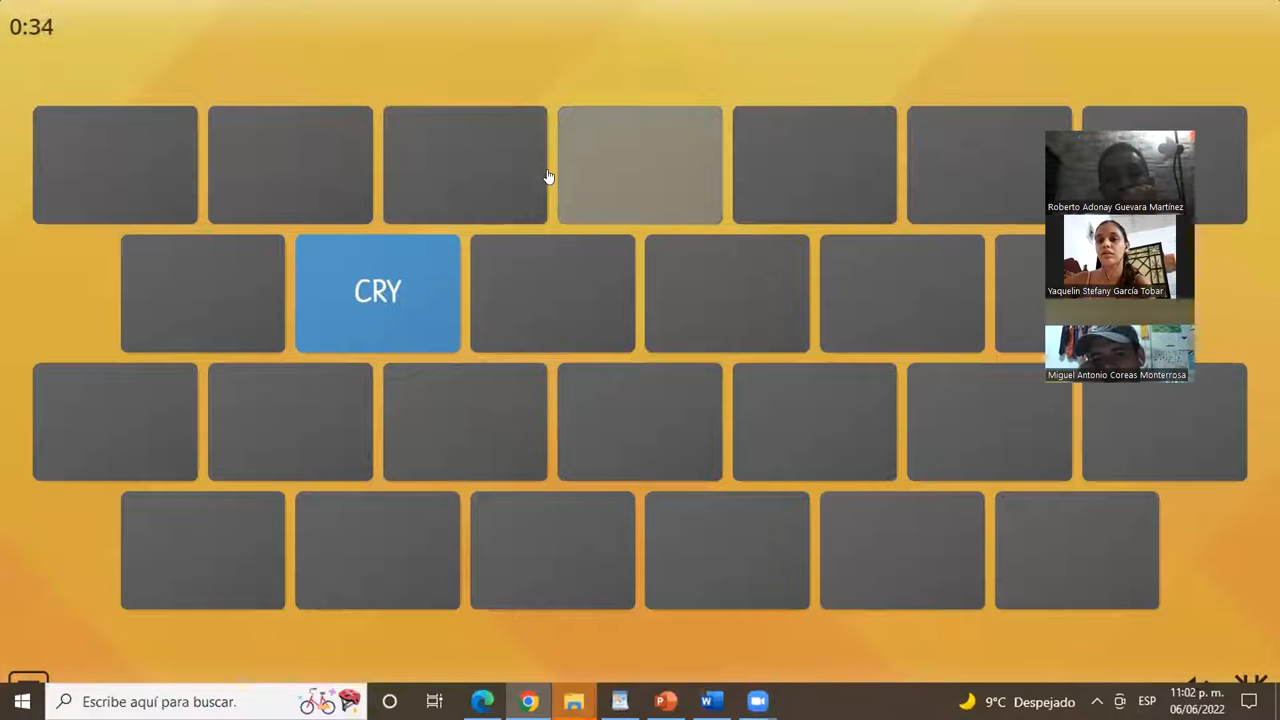 0:34
Roberto Adonay Guevara Martínez
CRY
Yaquelin Stefany García Tobar
Miguel Antonio Coreas Monterrosa
Escribe aquí para buscar.
9°C Despejado
ESP
11:02 p. m.
06/06/2022